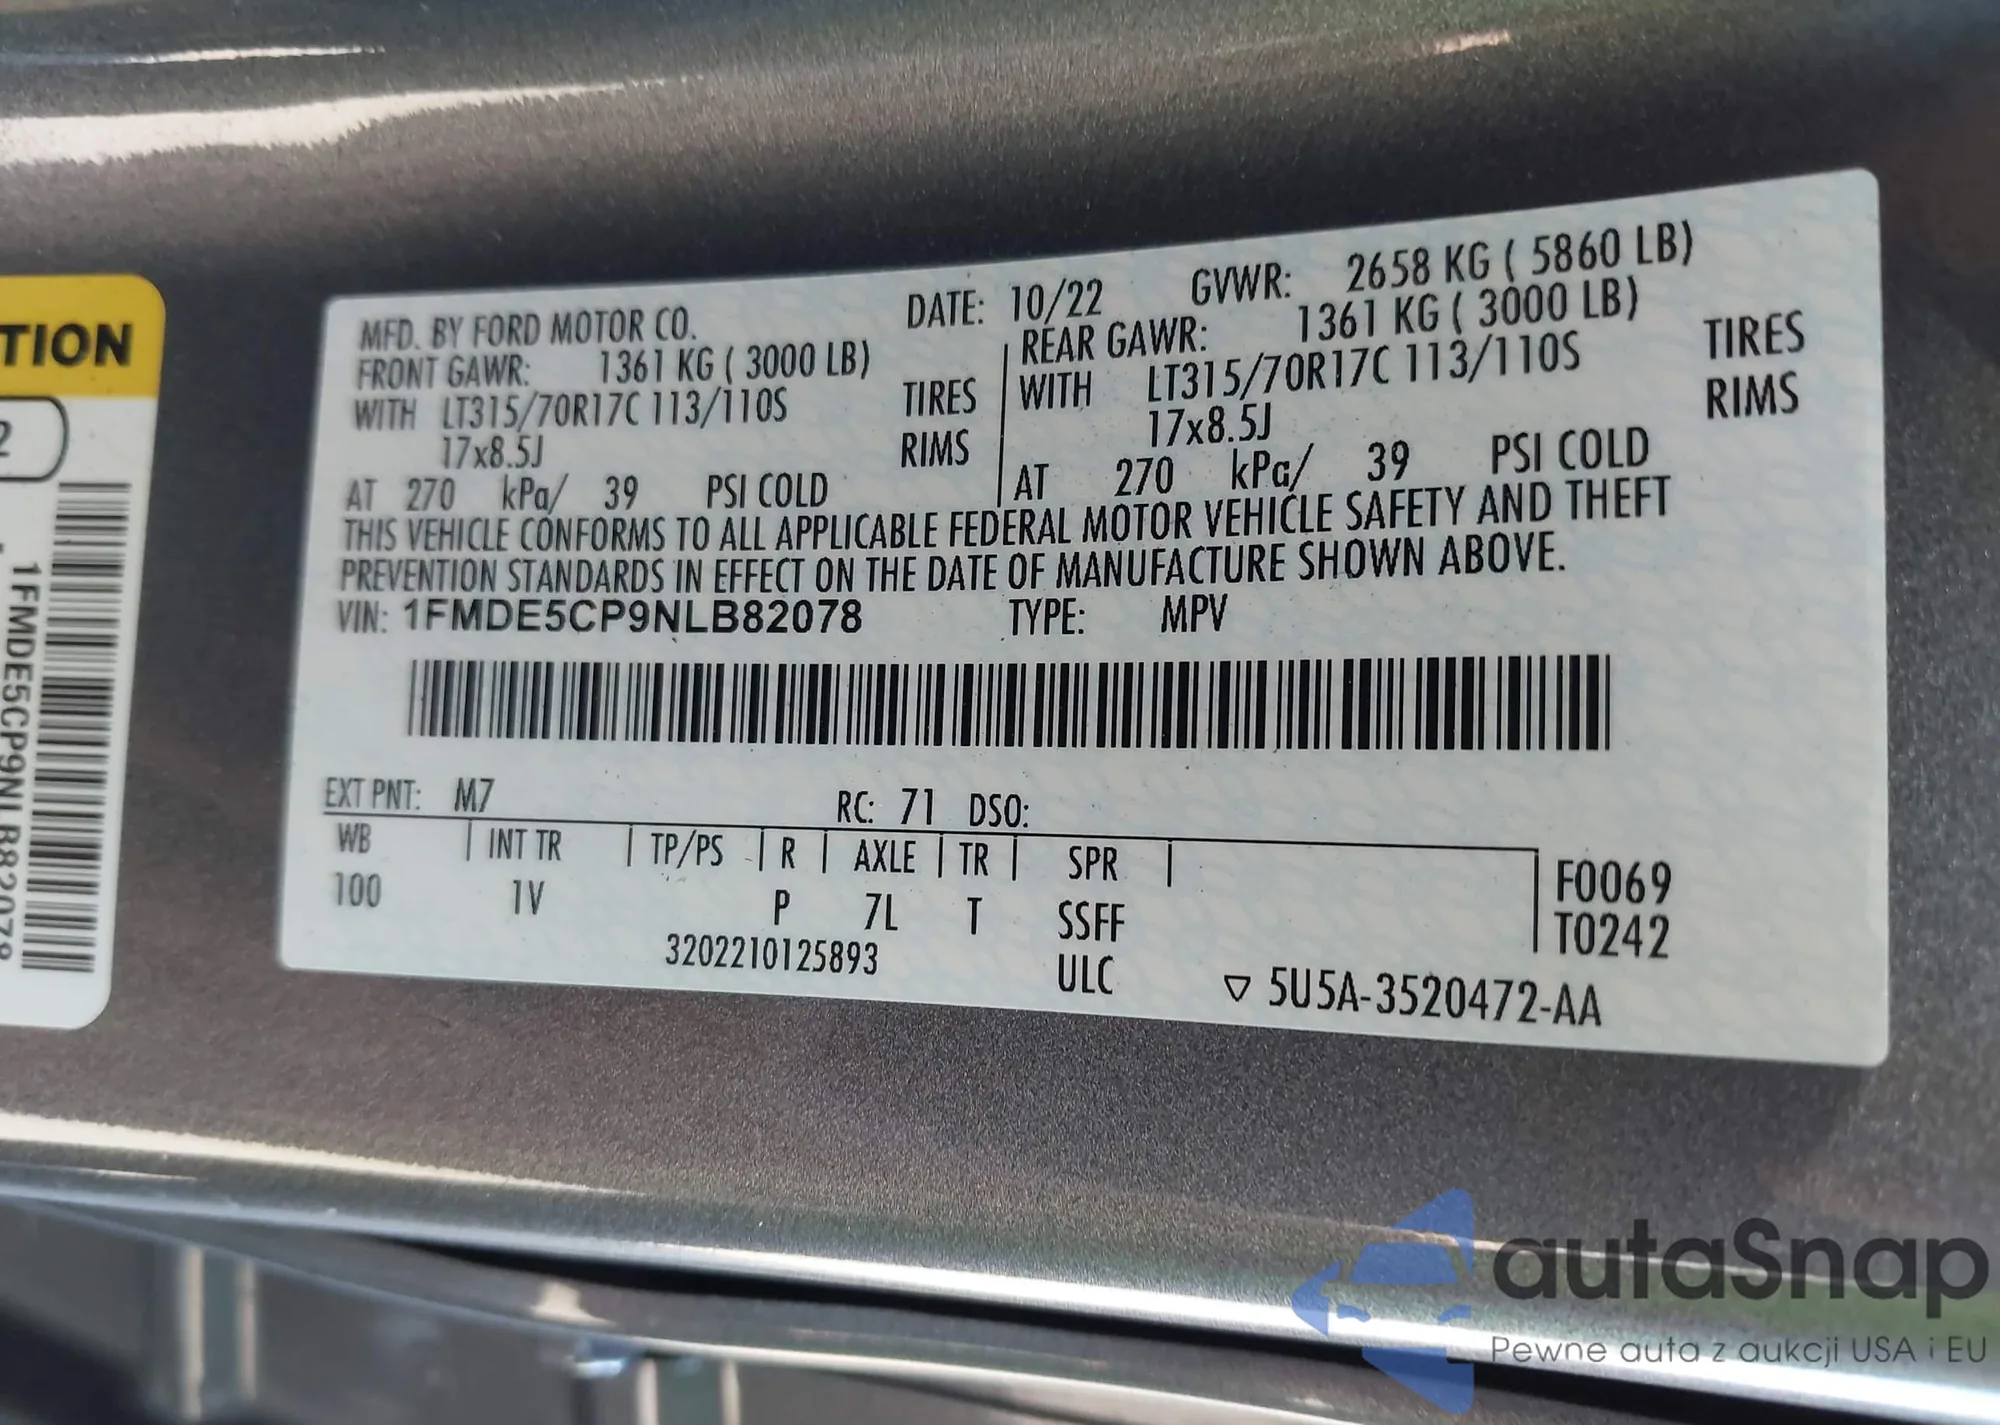 TION
2
1FMDE5CP9NLB82078
MFD. BY FORD MOTOR CO. DATE: 10/22 GVWR: 2658 KG ( 5860 LB)
FRONT GAWR: 1361 KG ( 3000 LB) REAR GAWR: 1361 KG ( 3000 LB)
WITH LT315/70R17C 113/110S TIRES WITH LT315/70R17C 113/110S TIRES
17x8.5J RIMS 17x8.5J RIMS
AT 270 kPa/ 39 PSI COLD AT 270 kPa/ 39 PSI COLD
THIS VEHICLE CONFORMS TO ALL APPLICABLE FEDERAL MOTOR VEHICLE SAFETY AND THEFT
PREVENTION STANDARDS IN EFFECT ON THE DATE OF MANUFACTURE SHOWN ABOVE.
VIN: 1FMDE5CP9NLB82078 TYPE: MPV
EXT PNT: M7 RC: 71 DSO:
WB INT TR TP/PS R AXLE TR SPR F0069
100 1V P 7L T SSFF T0242
3202210125893 ULC ▽ 5U5A-3520472-AA
autaSnap
Pewne auta z aukcji USA i EU